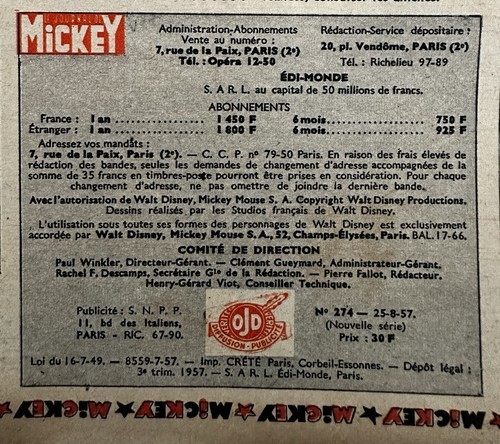 LE JOURNAL DE
MICKEY
Administration-Abonnements
Vente au numéro :
7, rue de la Paix, PARIS (2e)
Tél. : Opéra 12-50
Rédaction-Service dépositaire :
20, pl. Vendôme, PARIS (2e)
Tél. : Richelieu 97-89
ÉDI-MONDE
S. A R L. au capital de 50 millions de francs.
ABONNEMENTS
France : 1 an ................... 1 450 F 6 mois...................... 750 F
Étranger : 1 an ................... 1 800 F 6 mois...................... 925 F
Adressez vos mandats :
7, rue de la Paix, Paris (2e). — C. C. P. n° 79-50 Paris. En raison des frais élevés de
rédaction des bandes, seules les demandes de changement d'adresse accompagnées de la
somme de 35 francs en timbres-poste pourront être prises en considération. Pour chaque
changement d'adresse, ne pas omettre de joindre la dernière bande.
Avec l'autorisation de Walt Disney, Mickey Mouse S. A. Copyright Walt Disney Productions.
Dessins réalisés par les Studios français de Walt Disney.
L'utilisation sous toutes ses formes des personnages de Walt Disney est exclusivement
accordée par Walt Disney, Mickey Mouse S. A., 52, Champs-Élysées, Paris. BAL. 17-66.
COMITÉ DE DIRECTION
Paul Winkler, Directeur-Gérant. — Clément Gueymard, Administrateur-Gérant.
Rachel F. Descamps, Secrétaire Gle de la Rédaction. — Pierre Fallot, Rédacteur.
Henry-Gérard Viot, Conseiller Technique.
Publicité : S. N. P. P.
11, bd des Italiens,
PARIS - RIC. 67-90.
OJD
DIFFUSION - PUBLICITÉ
N° 274 — 25-8-57.
(Nouvelle série)
Prix : 30 F
Loi du 16-7-49. — 8559-7-57. — Imp. CRÉTÉ Paris, Corbeil-Essonnes. — Dépôt légal :
3e trim. 1957. — S. A R L. Édi-Monde, Paris.
MICKEY ★ MICKEY ★ MICKEY ★ MICKEY ★ MICKEY